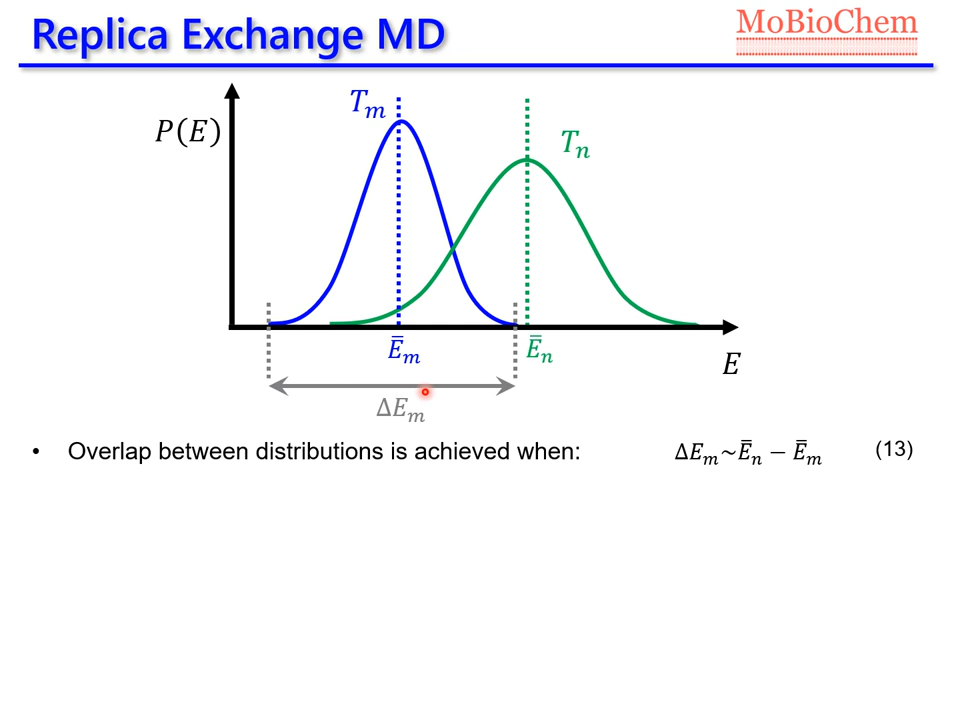 Replica Exchange MD
MoBioChem
P(E)
T_m
T_n
Ē_m
Ē_n
E
ΔE_m
• Overlap between distributions is achieved when: ΔE_m~Ē_n − Ē_m (13)